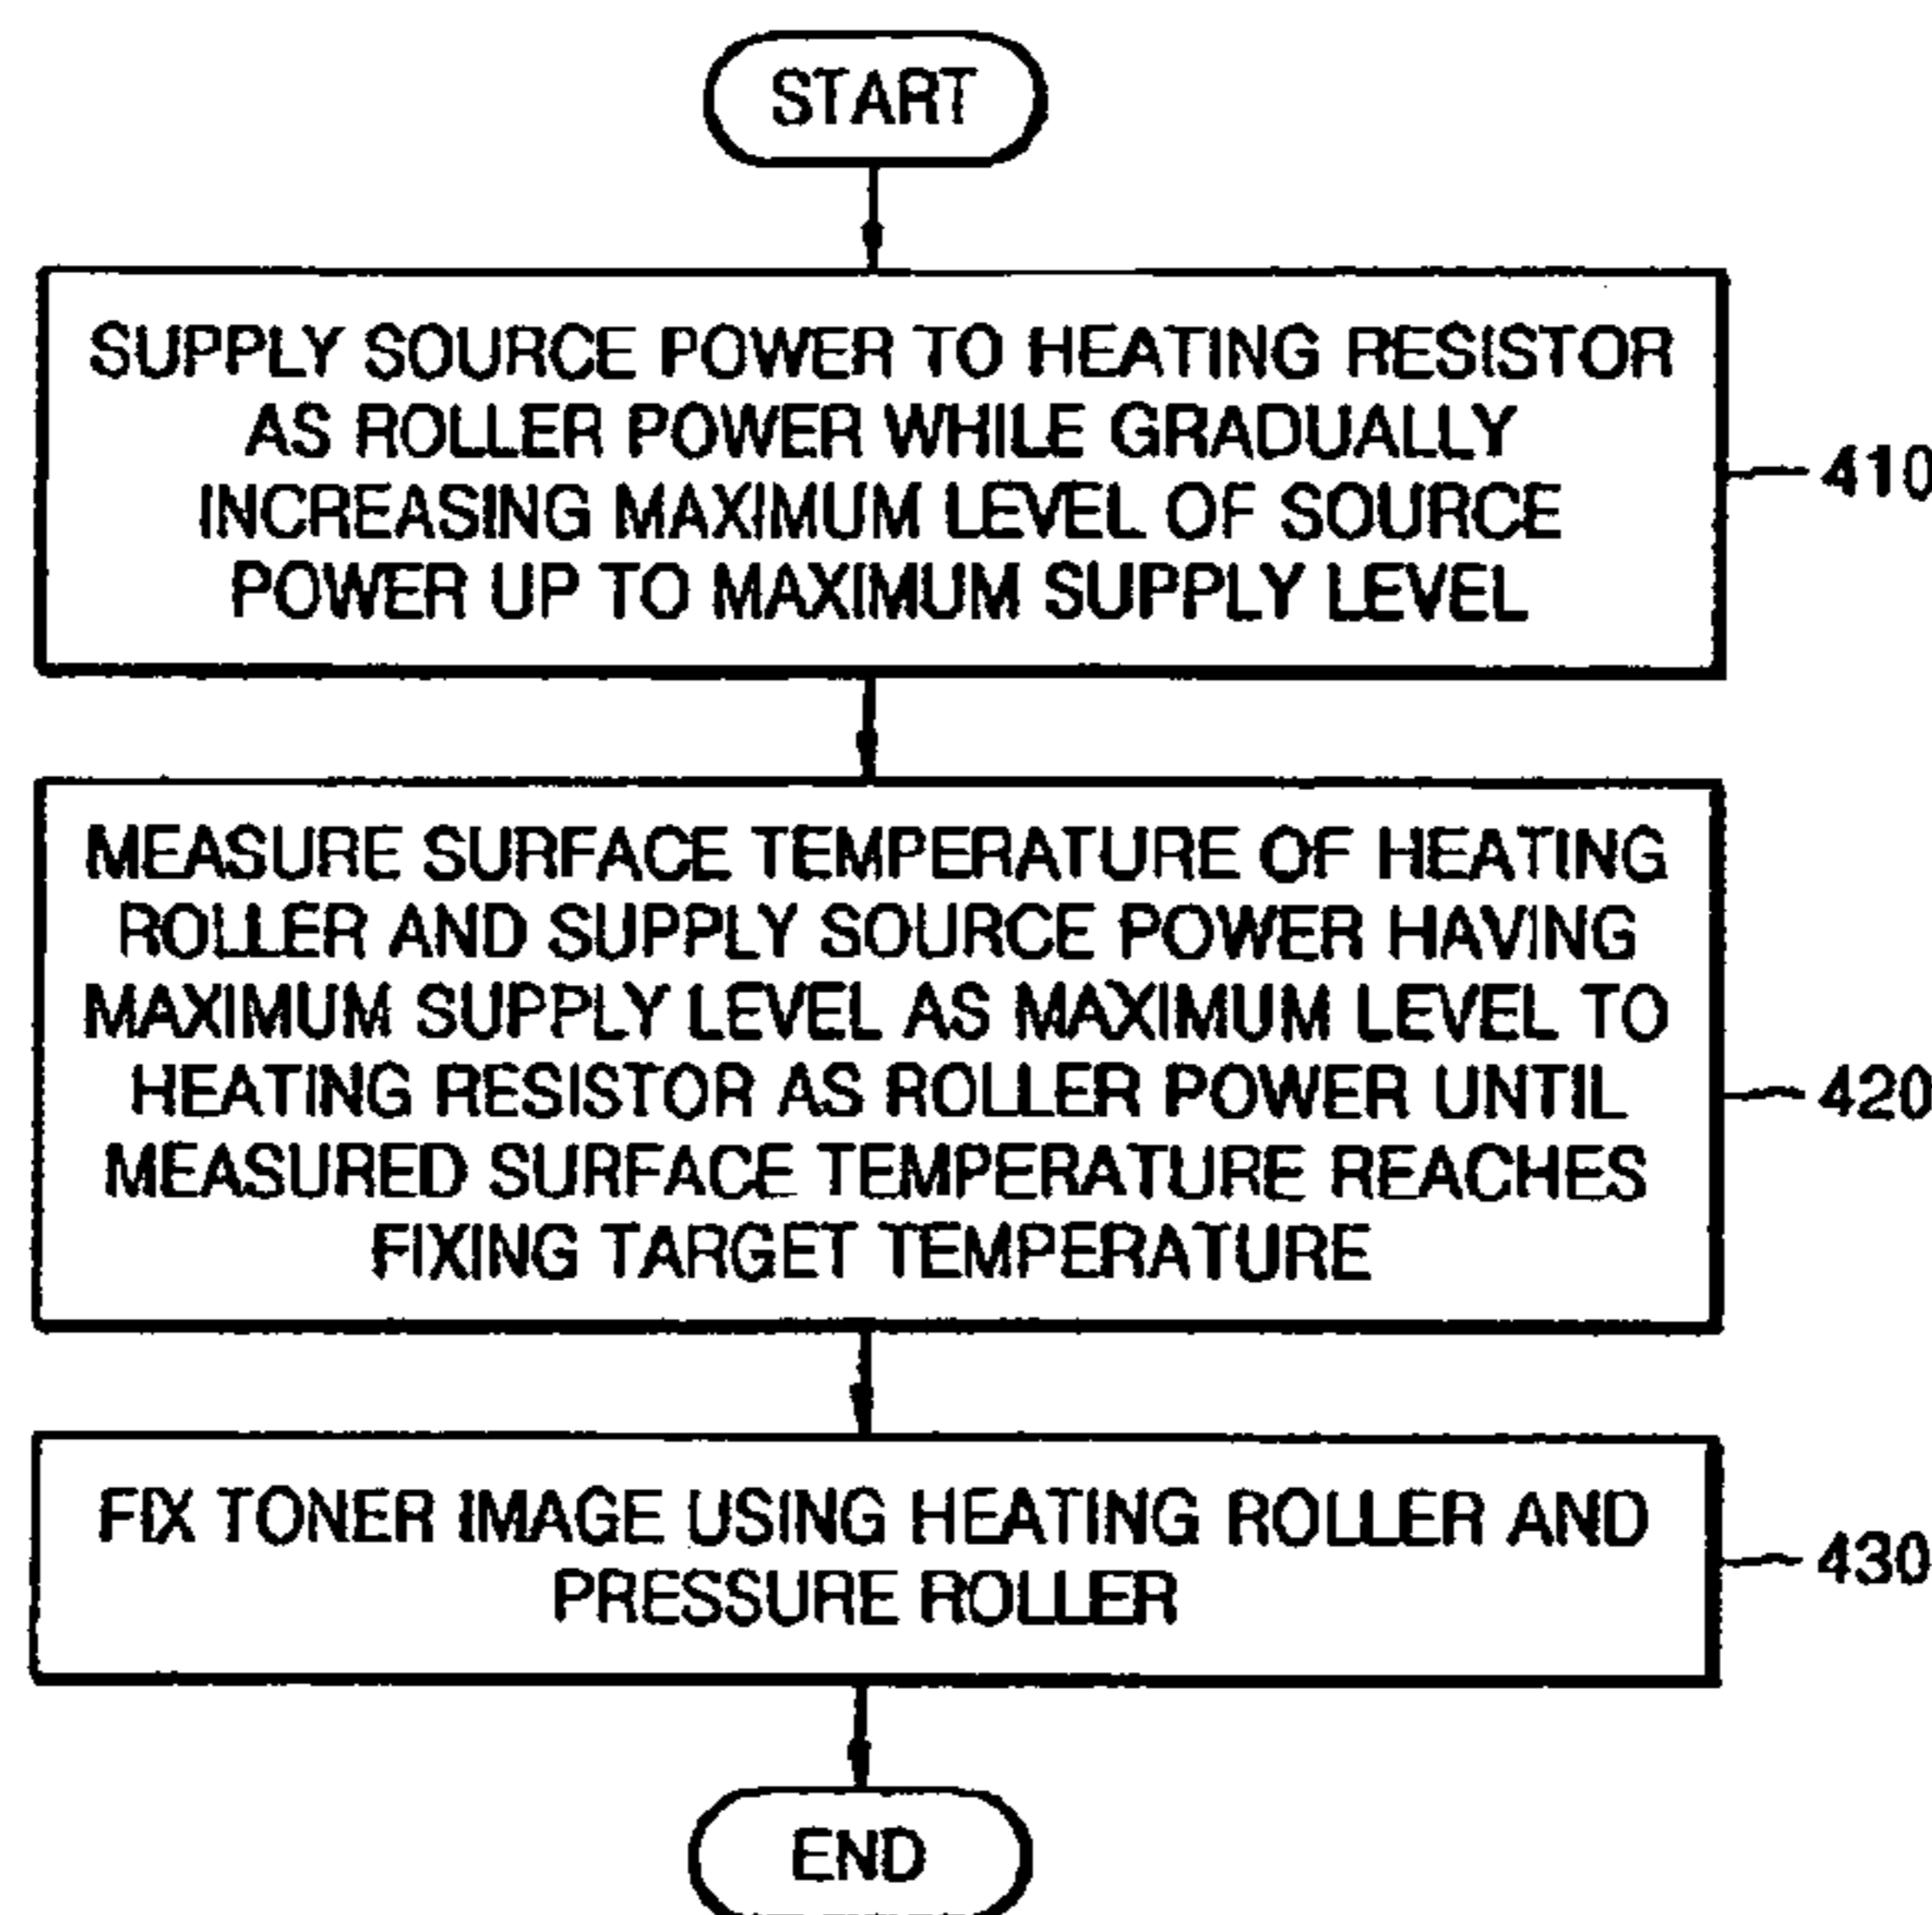 START
SUPPLY SOURCE POWER TO HEATING RESISTOR
AS ROLLER POWER WHILE GRADUALLY
INCREASING MAXIMUM LEVEL OF SOURCE
POWER UP TO MAXIMUM SUPPLY LEVEL
410
MEASURE SURFACE TEMPERATURE OF HEATING
ROLLER AND SUPPLY SOURCE POWER HAVING
MAXIMUM SUPPLY LEVEL AS MAXIMUM LEVEL TO
HEATING RESISTOR AS ROLLER POWER UNTIL
MEASURED SURFACE TEMPERATURE REACHES
FIXING TARGET TEMPERATURE
420
FIX TONER IMAGE USING HEATING ROLLER AND
PRESSURE ROLLER
430
END